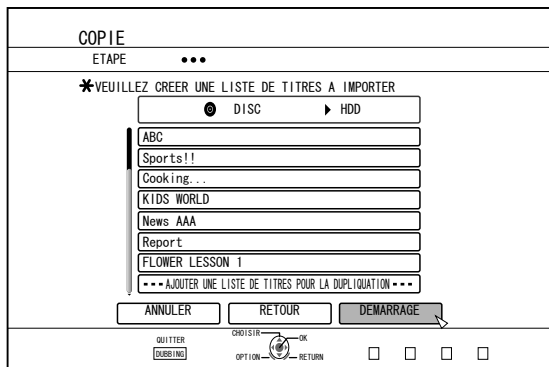 COPIE
ETAPE •••
*VEUILLEZ CREER UNE LISTE DE TITRES A IMPORTER
DISC ▶ HDD
ABC
Sports!!
Cooking...
KIDS WORLD
News AAA
Report
FLOWER LESSON 1
--- AJOUTER UNE LISTE DE TITRES POUR LA DUPLIQUATION ---
ANNULER RETOUR DEMARRAGE
QUITTER
DUBBING
CHOISIR OK
OPTION RETURN